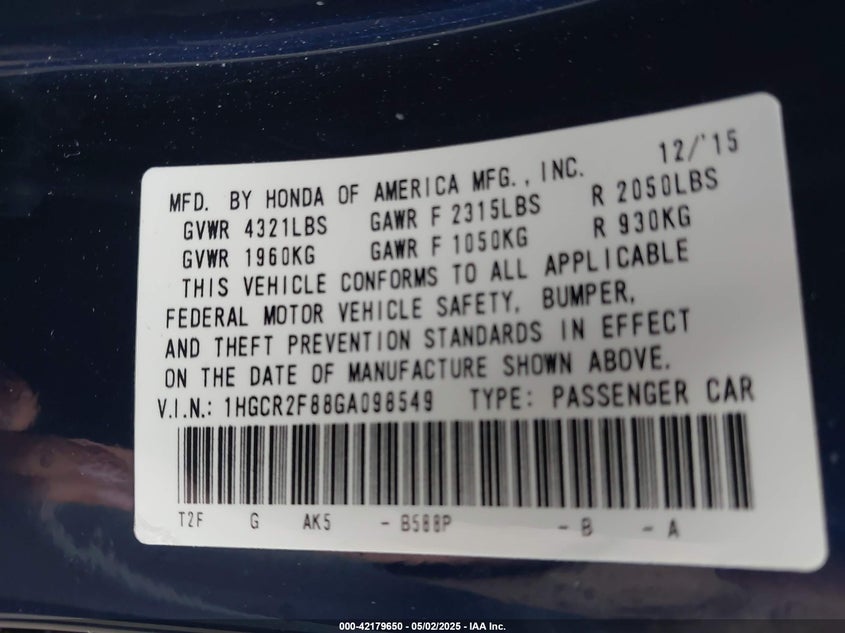 12/'15
MFD. BY HONDA OF AMERICA MFG., INC.
GVWR 4321LBS GAWR F 2315LBS R 2050LBS
GVWR 1960KG GAWR F 1050KG R 930KG
THIS VEHICLE CONFORMS TO ALL APPLICABLE
FEDERAL MOTOR VEHICLE SAFETY, BUMPER,
AND THEFT PREVENTION STANDARDS IN EFFECT
ON THE DATE OF MANUFACTURE SHOWN ABOVE.
V.I.N.: 1HGCR2F88GA098549 TYPE: PASSENGER CAR
T2F G AK5 - B588P - B - A
000-42179650 - 05/02/2025 - IAA Inc.